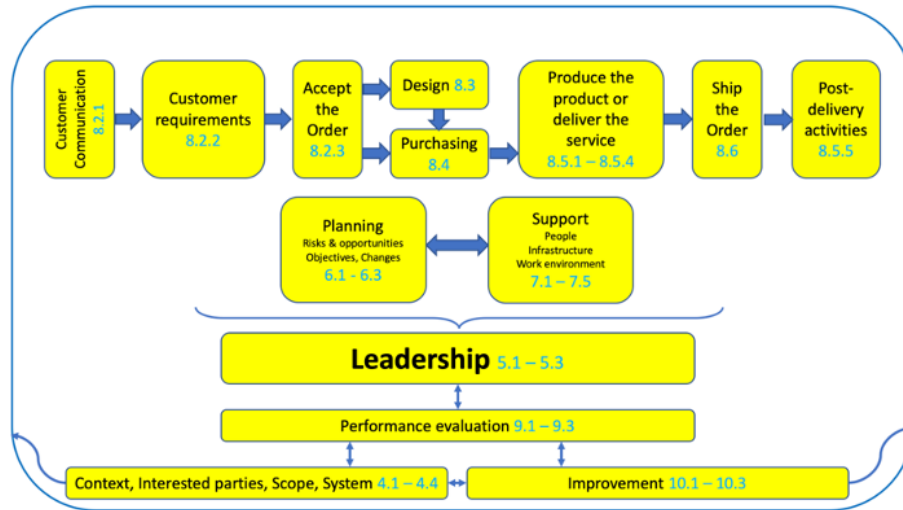 Customer
Communication
8.2.1
Customer
requirements
8.2.2
Accept
the
Order
8.2.3
Design 8.3
Purchasing
8.4
Produce the
product or
deliver the
service
8.5.1 – 8.5.4
Ship
the
Order
8.6
Post-
delivery
activities
8.5.5
Planning
Risks & opportunities
Objectives, Changes
6.1 - 6.3
Support
People
Infrastructure
Work environment
7.1 – 7.5
Leadership 5.1 – 5.3
Performance evaluation 9.1 – 9.3
Context, Interested parties, Scope, System 4.1 – 4.4
Improvement 10.1 – 10.3